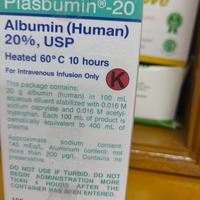 Plasbumin®-20
Albumin (Human)
20%, USP
Heated 60°C 10 hours
For Intravenous Infusion Only
K
This package contains:
20 g albumin (human) in 100 mL
aqueous diluent stabilized with 0.016 M
sodium caprylate and 0.016 M acetyl-
tryptophan. Each 100 mL of product is
osmotically equivalent to 400 mL of
plasma.
Approximate sodium content:
145 mEq/L. Aluminum content not
more than 200 µg/L. Contains no
preservative.
DO NOT USE IF TURBID. DO NOT
BEGIN ADMINISTRATION MORE
THAN 4 HOURS AFTER THE
CONTAINER HAS BEEN ENTERED.